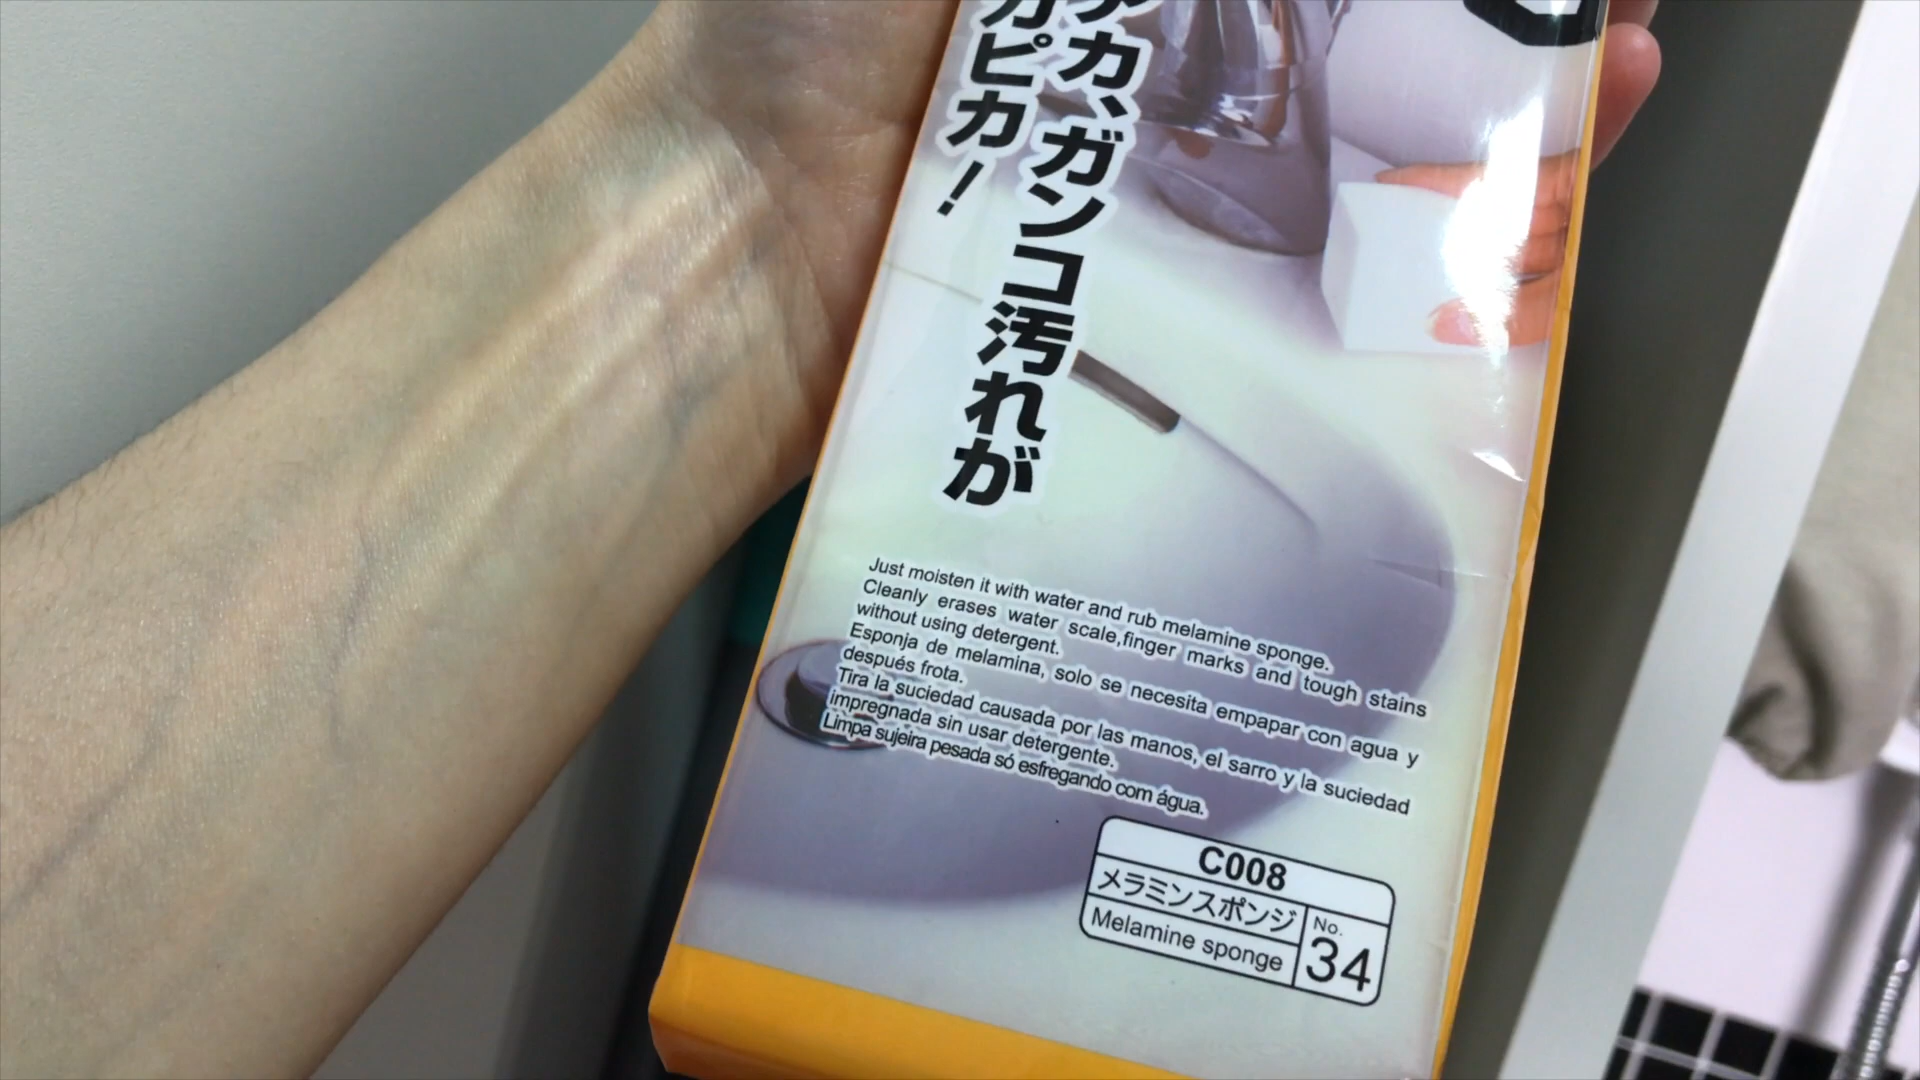 カ、ガンコ汚れが
ピカ!
Just moisten it with water and rub melamine sponge.
Cleanly erases water scale,finger marks and tough stains
without using detergent.
Esponja de melamina, solo se necesita empapar con agua y
después frota.
Tira la suciedad causada por las manos, el sarro y la suciedad
impregnada sin usar detergente.
Limpa sujeira pesada só esfregando com água.
C008
メラミンスポンジ
Melamine sponge
No.
34